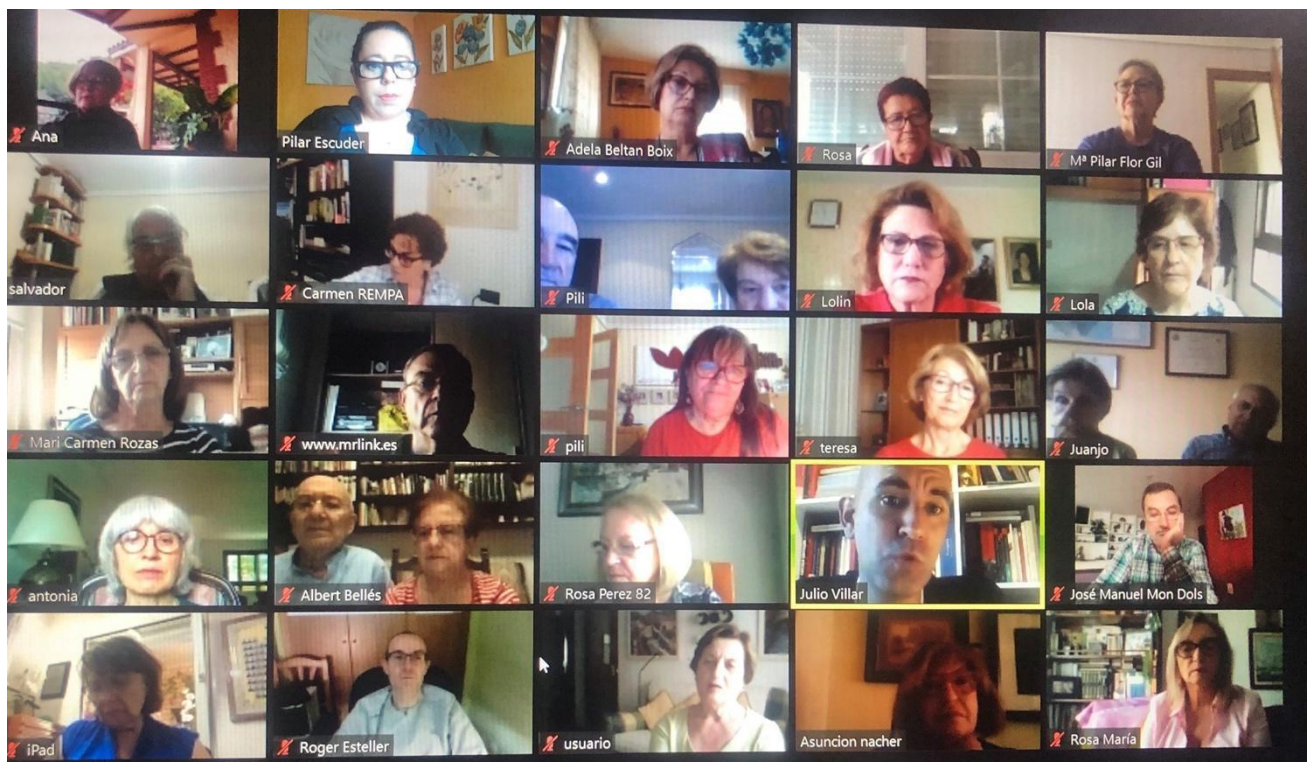 Ana
Pilar Escuder
Adela Beltan Boix
Rosa
Mª Pilar Flor Gil
salvador
Carmen REMPA
Pili
Lolin
Lola
Mari Carmen Rozas
www.mrlink.es
pili
teresa
Juanjo
antonia
Albert Bellés
Rosa Perez 82
Julio Villar
José Manuel Mon Dols
iPad
Roger Esteller
usuario
Asuncion nacher
Rosa María